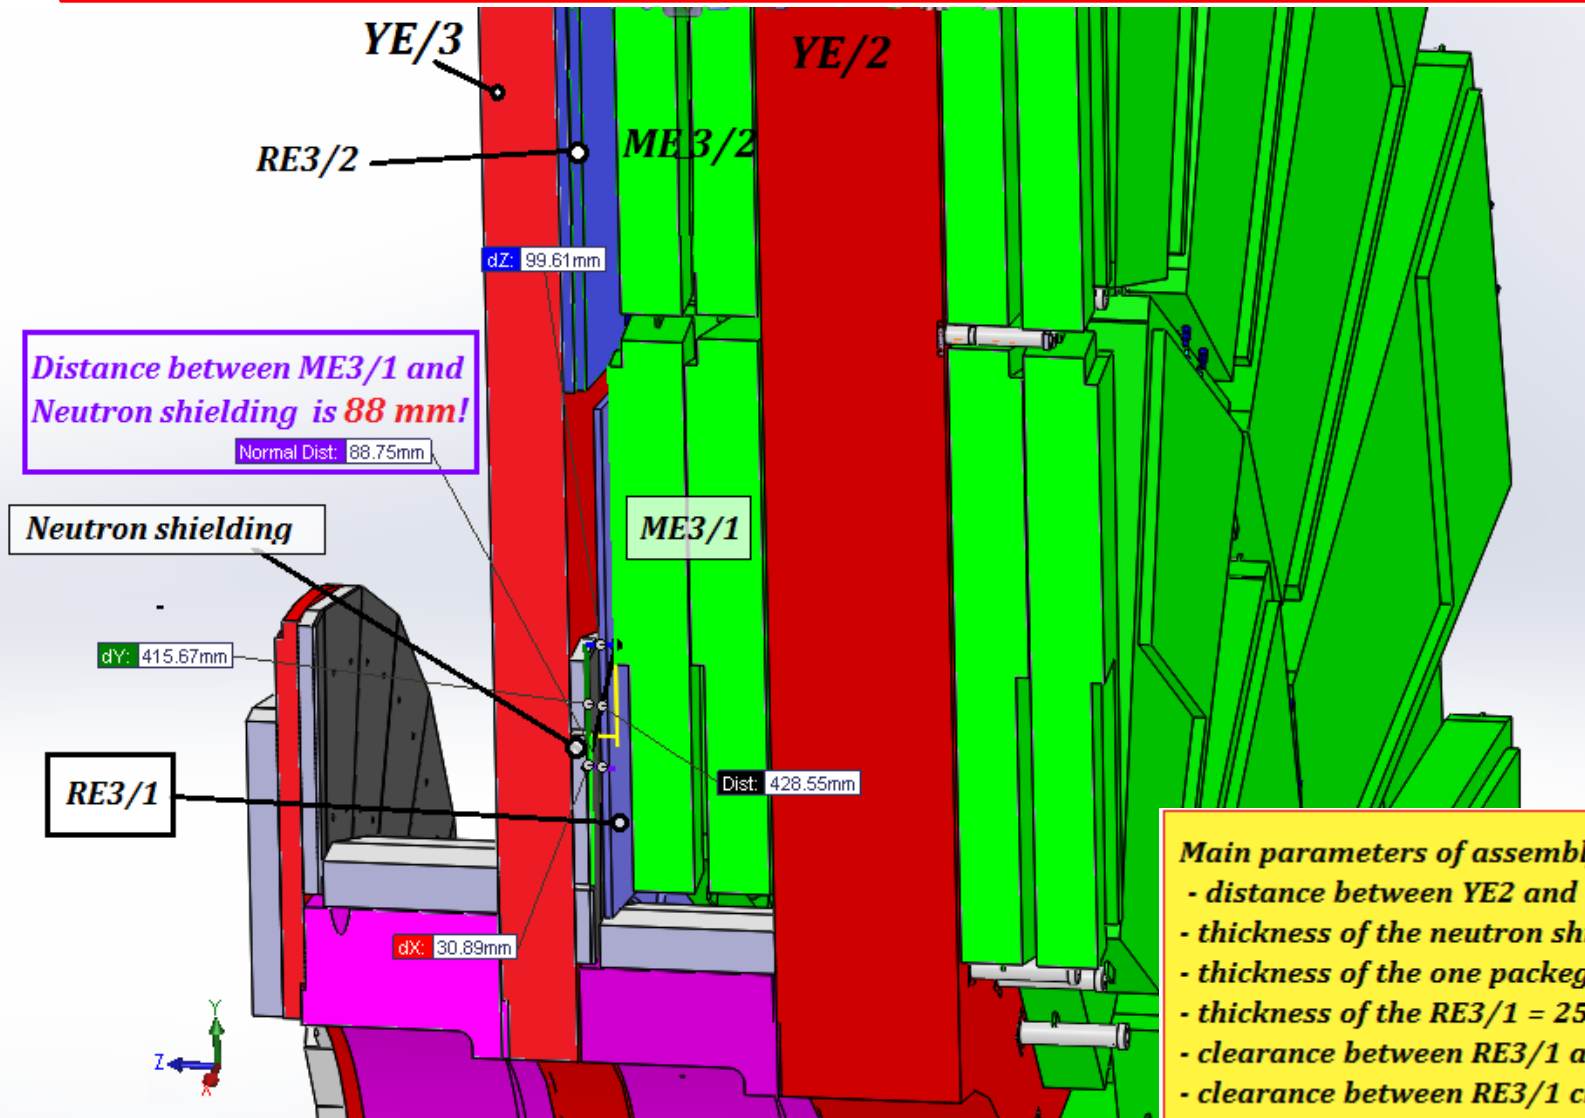 YE/3
YE/2
RE3/2
ME3/2
dZ: 99.61mm
Distance between ME3/1 and
Neutron shielding is 88 mm!
Normal Dist: 88.75mm
Neutron shielding
ME3/1
dY: 415.67mm
RE3/1
Dist: 428.55mm
dX: 30.89mm
Y
Z
X
Main parameters of assembl
- distance between YE2 and
- thickness of the neutron shi
- thickness of the one packeg
- thickness of the RE3/1 = 25
- clearance between RE3/1 a
- clearance between RE3/1 c